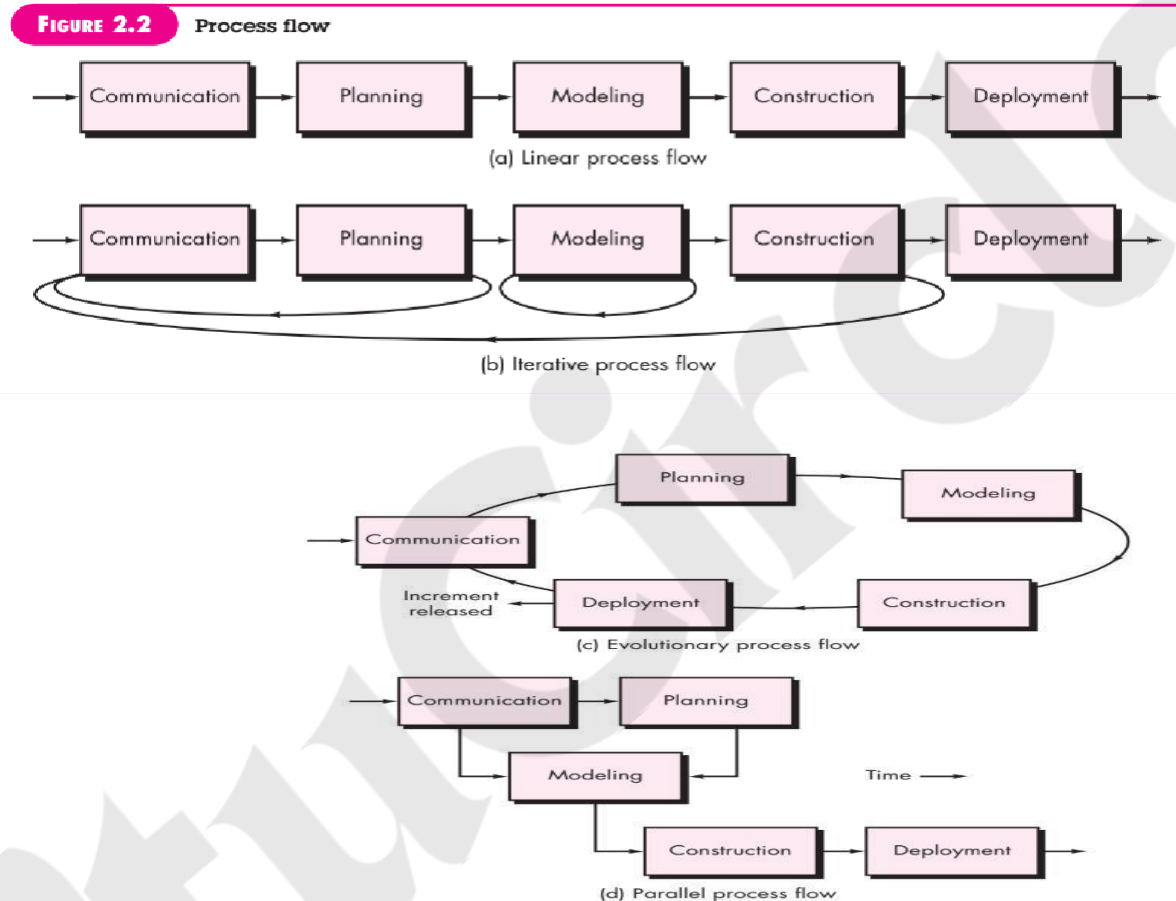 FIGURE 2.2 Process flow
Communication Planning Modeling Construction Deployment
(a) Linear process flow
Communication Planning Modeling Construction Deployment
(b) Iterative process flow
Planning
Modeling
Communication
Increment
released
Deployment
Construction
(c) Evolutionary process flow
Communication Planning
Modeling
Time
Construction Deployment
(d) Parallel process flow